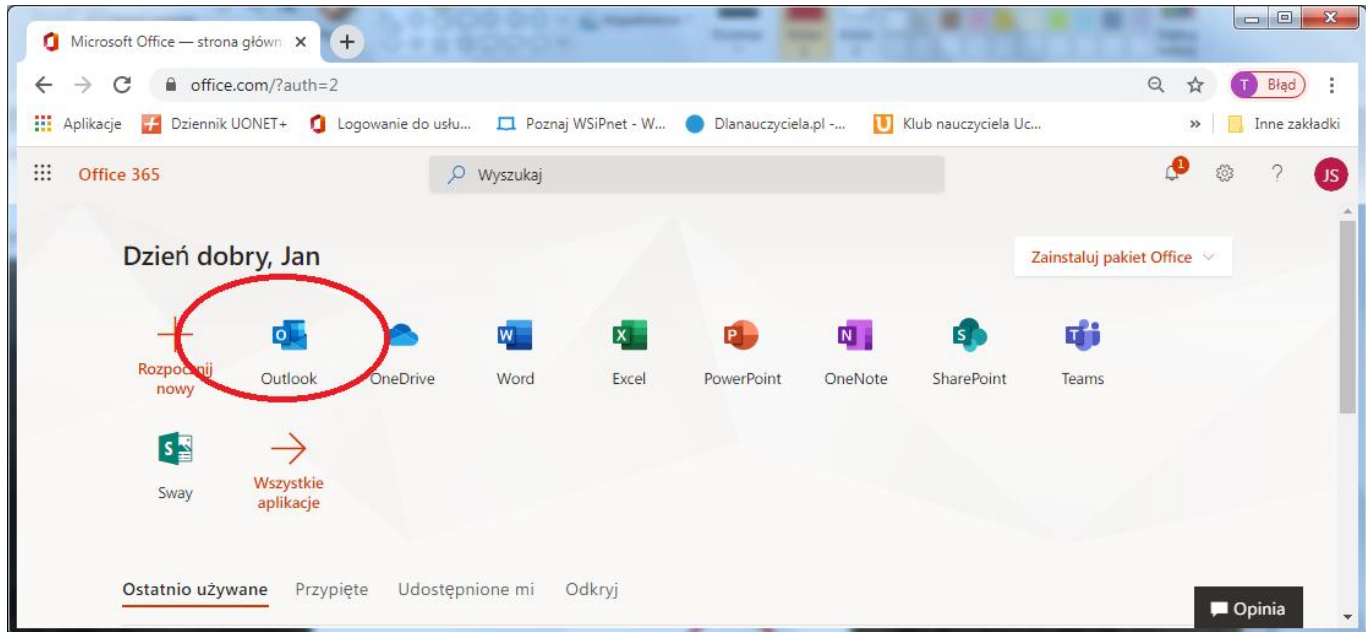 Microsoft Office — strona główn
office.com/?auth=2
T Błąd
Aplikacje Dziennik UONET+ Logowanie do usłu... Poznaj WSiPnet - W... Dlanauczyciela.pl -... Klub nauczyciela Uc... » Inne zakładki
Office 365 Wyszukaj 1 ? JS
Dzień dobry, Jan
Zainstaluj pakiet Office
Rozpocznij nowy
Outlook
OneDrive
Word
Excel
PowerPoint
OneNote
SharePoint
Teams
Sway
Wszystkie
aplikacje
Ostatnio używane Przypięte Udostępnione mi Odkryj
Opinia